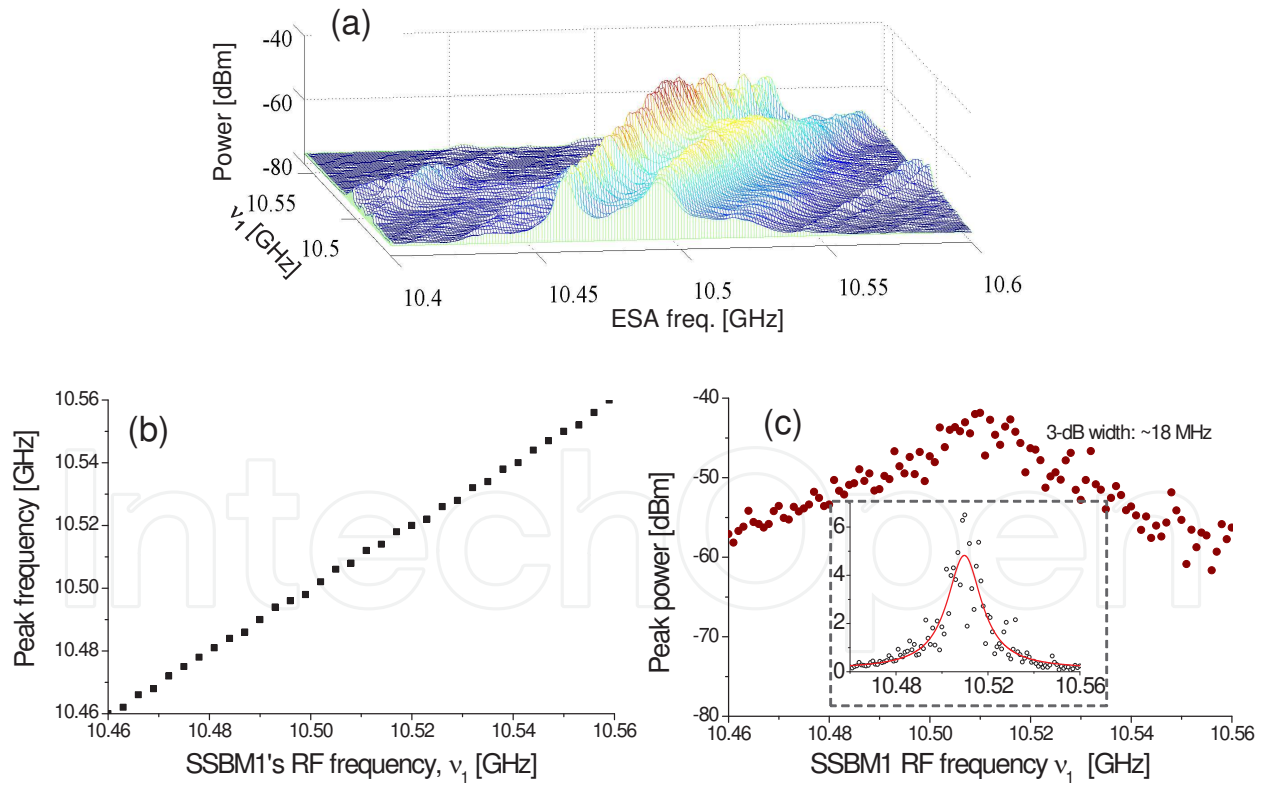 (a)
Power [dBm]
-40
-60
-80
10.55
10.5
ν1 [GHz]
10.4
10.45
10.5
10.55
10.6
ESA freq. [GHz]
(b)
Peak frequency [GHz]
10.56
10.54
10.52
10.50
10.48
10.46
10.46 10.48 10.50 10.52 10.54 10.56
SSBM1's RF frequency, ν1 [GHz]
(c)
3-dB width: ~18 MHz
Peak power [dBm]
-40
-50
-60
-70
-80
6
4
2
0
10.48 10.52 10.56
10.46 10.48 10.50 10.52 10.54 10.56
SSBM1 RF frequency ν1 [GHz]
IntechOpen